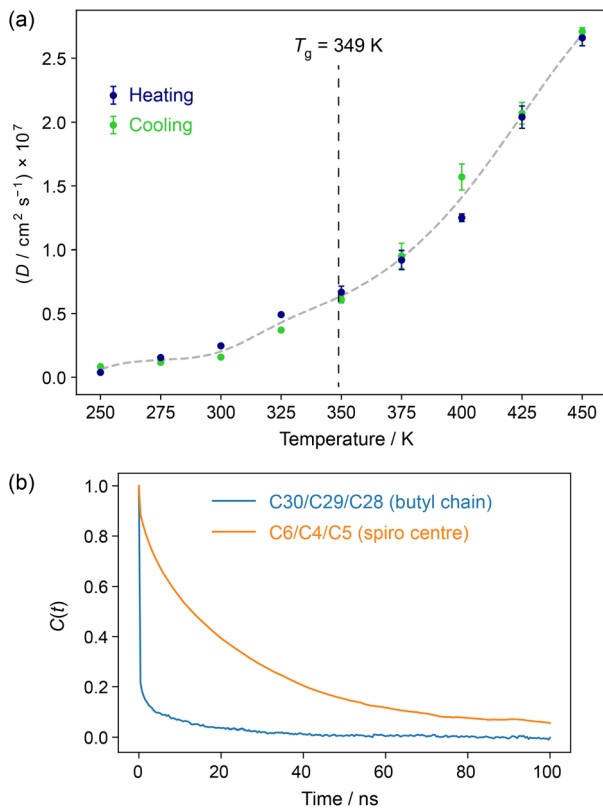 (a)
T_g = 349 K
Heating
Cooling
(D / cm² s⁻¹) × 10⁷
2.5
2.0
1.5
1.0
0.5
0.0
250 275 300 325 350 375 400 425 450
Temperature / K
(b)
C30/C29/C28 (butyl chain)
C6/C4/C5 (spiro centre)
C(t)
1.0
0.8
0.6
0.4
0.2
0.0
0 20 40 60 80 100
Time / ns